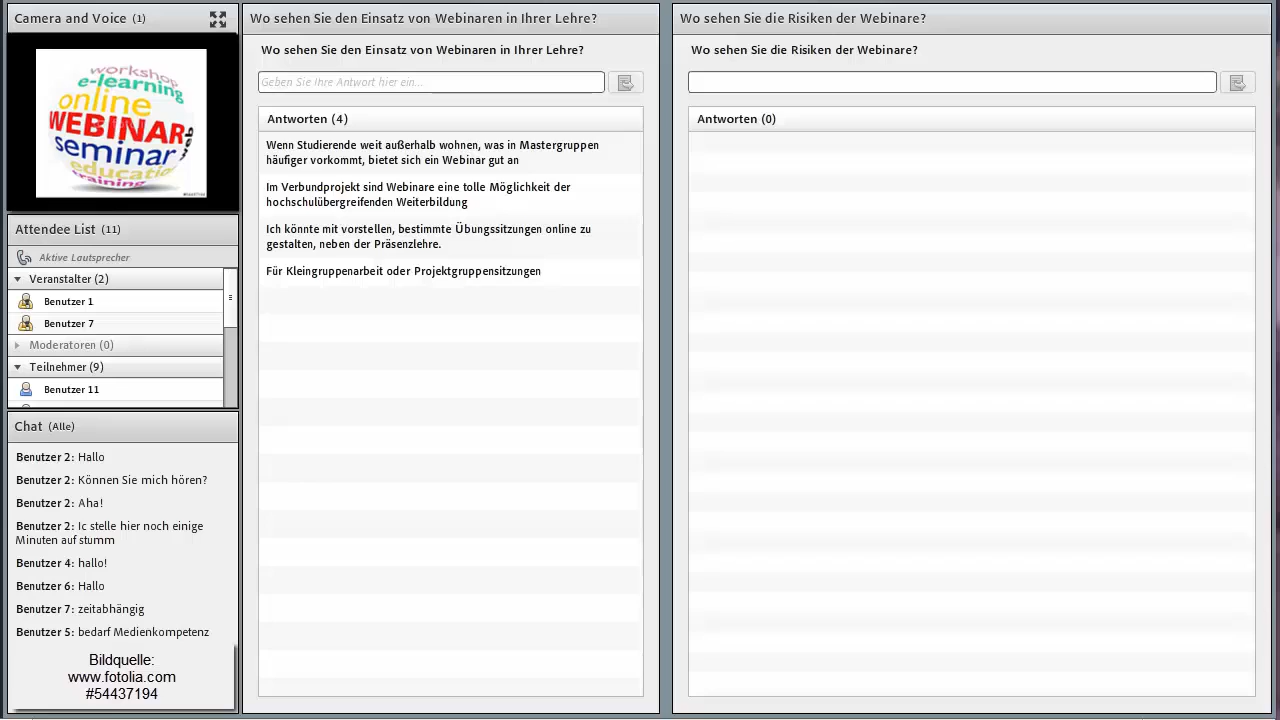 Camera and Voice (1)
workshop
e-learning
online
WEBINAR
web
seminar
education
training
#54437194
Attendee List (11)
Aktive Lautsprecher
Veranstalter (2)
Benutzer 1
Benutzer 7
Moderatoren (0)
Teilnehmer (9)
Benutzer 11
Chat (Alle)
Benutzer 2: Hallo
Benutzer 2: Können Sie mich hören?
Benutzer 2: Aha!
Benutzer 2: Ic stelle hier noch einige
Minuten auf stumm
Benutzer 4: hallo!
Benutzer 6: Hallo
Benutzer 7: zeitabhängig
Benutzer 5: bedarf Medienkompetenz
Bildquelle:
www.fotolia.com
#54437194
Wo sehen Sie den Einsatz von Webinaren in Ihrer Lehre?
Wo sehen Sie den Einsatz von Webinaren in Ihrer Lehre?
Geben Sie Ihre Antwort hier ein...
Antworten (4)
Wenn Studierende weit außerhalb wohnen, was in Mastergruppen
häufiger vorkommt, bietet sich ein Webinar gut an
Im Verbundprojekt sind Webinare eine tolle Möglichkeit der
hochschulübergreifenden Weiterbildung
Ich könnte mit vorstellen, bestimmte Übungssitzungen online zu
gestalten, neben der Präsenzlehre.
Für Kleingruppenarbeit oder Projektgruppensitzungen
Wo sehen Sie die Risiken der Webinare?
Wo sehen Sie die Risiken der Webinare?
Antworten (0)